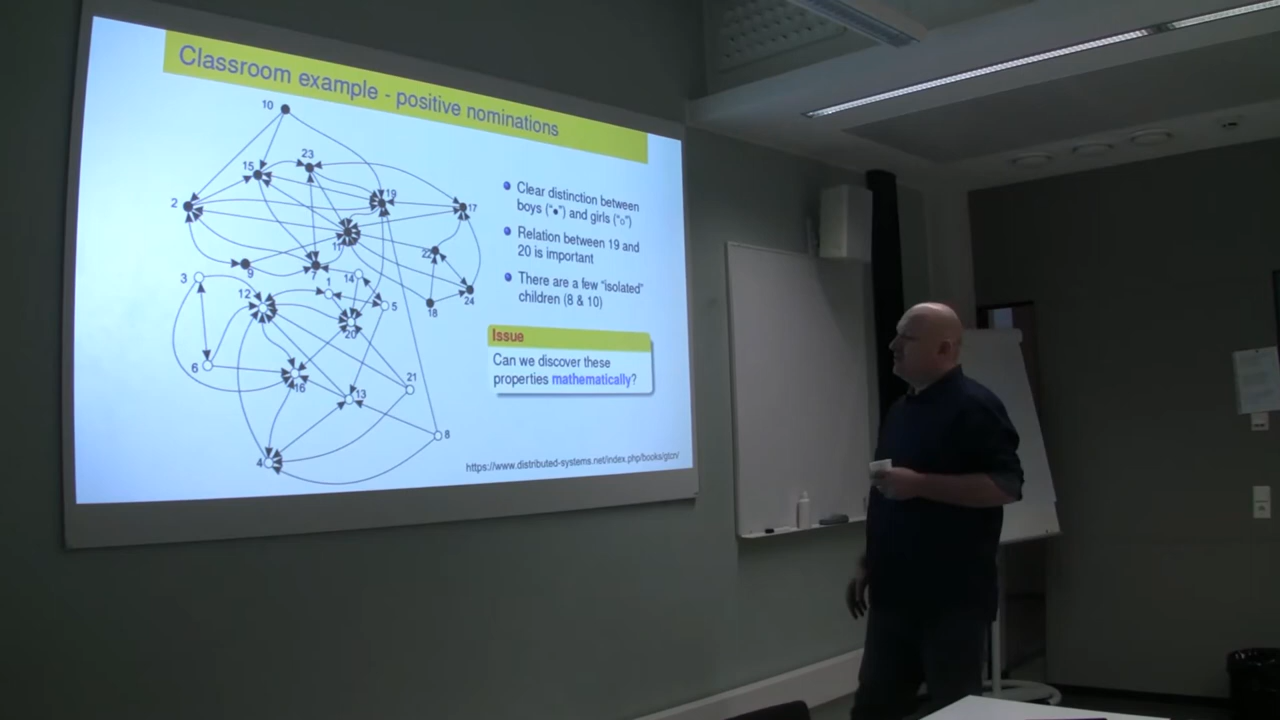 Classroom example - positive nominations
10
23
15
19
2
17
11
22
9
7
3
14
1
12
5
24
18
20
6
21
16
13
8
4
Clear distinction between
boys ("•") and girls ("○")
Relation between 19 and
20 is important
There are a few "isolated"
children (8 & 10)
Issue
Can we discover these
properties mathematically?
https://www.distributed-systems.net/index.php/books/gtcn/